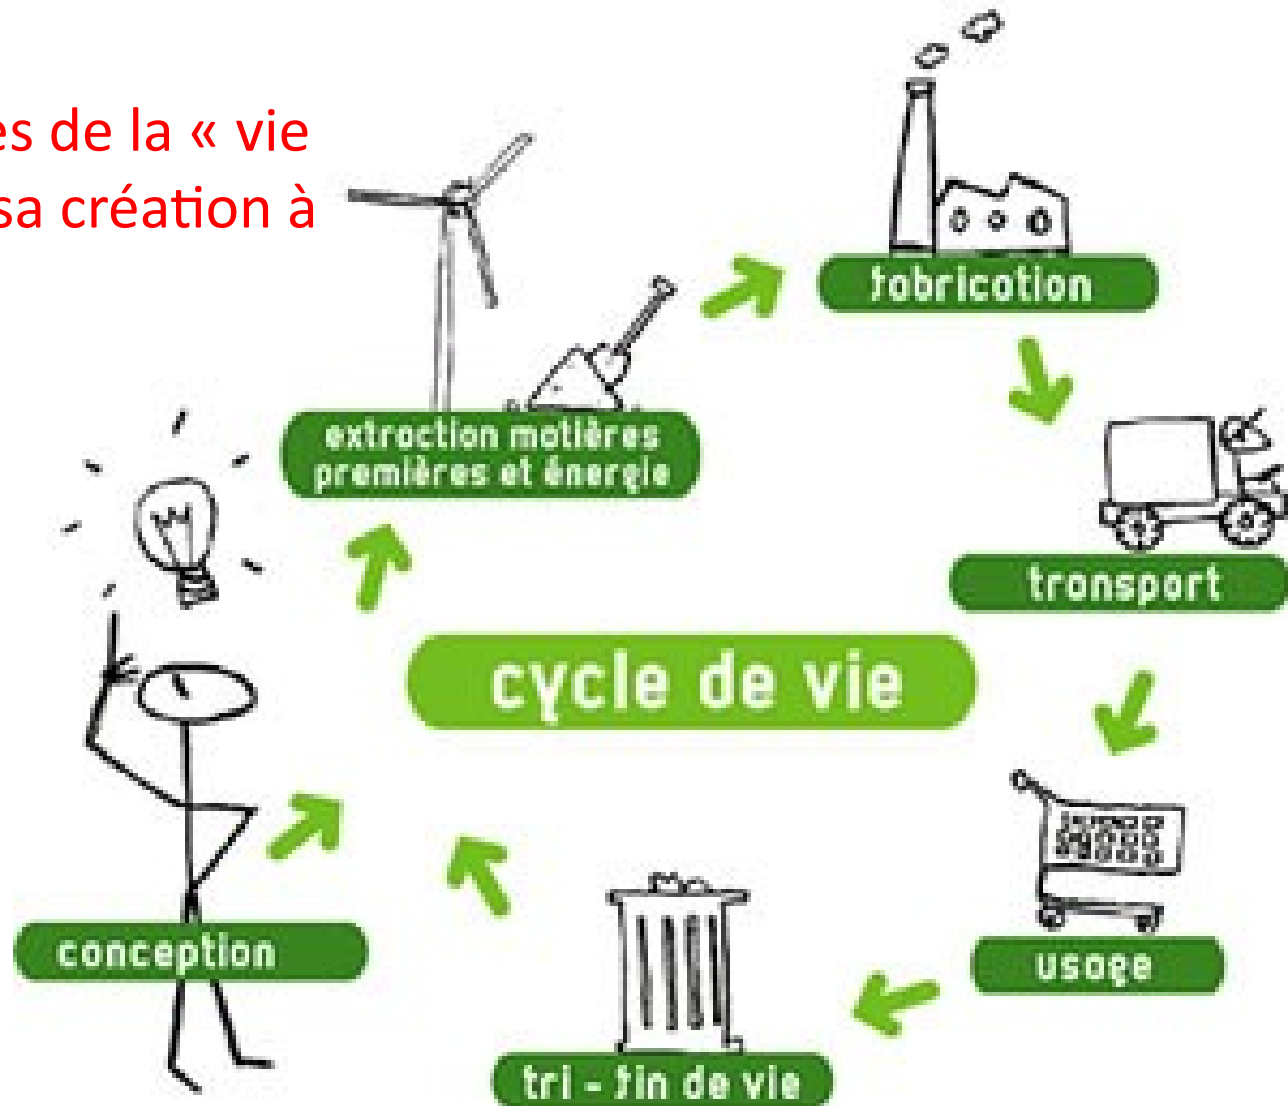 es de la « vie
sa création à
fabrication
extraction matières
premières et énergie
transport
cycle de vie
usage
conception
tri - fin de vie